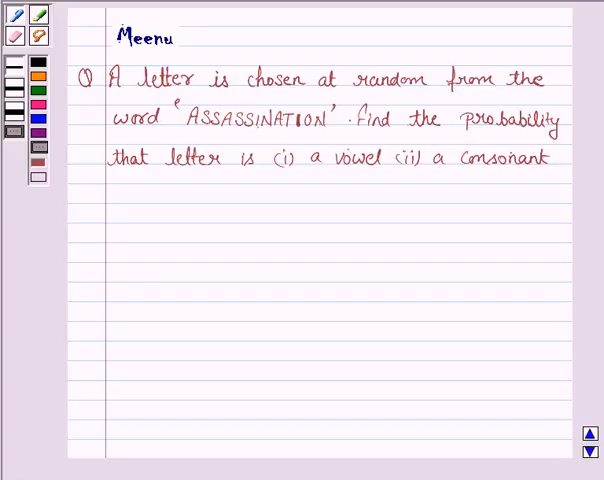 Meenu
Q A letter is chosen at random from the
word 'ASSASSINATION'. Find the probability
that letter is (i) a vowel (ii) a consonant